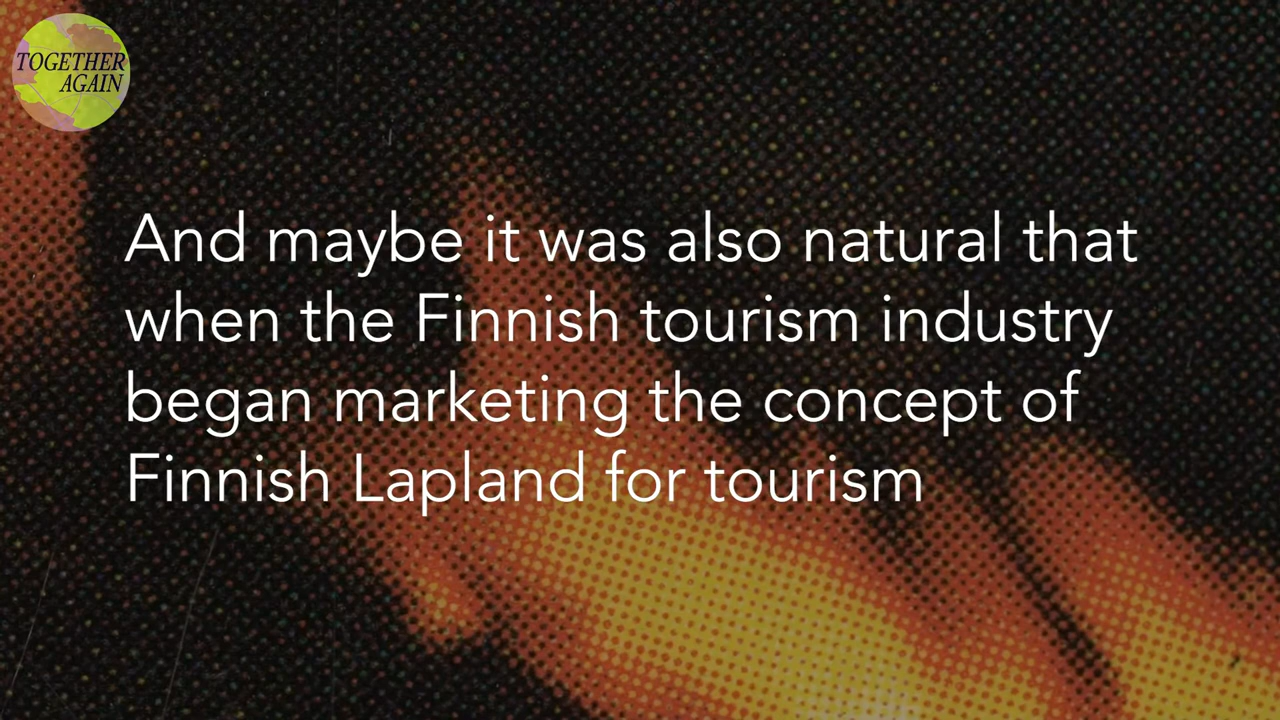 TOGETHER
AGAIN
And maybe it was also natural that
when the Finnish tourism industry
began marketing the concept of
Finnish Lapland for tourism